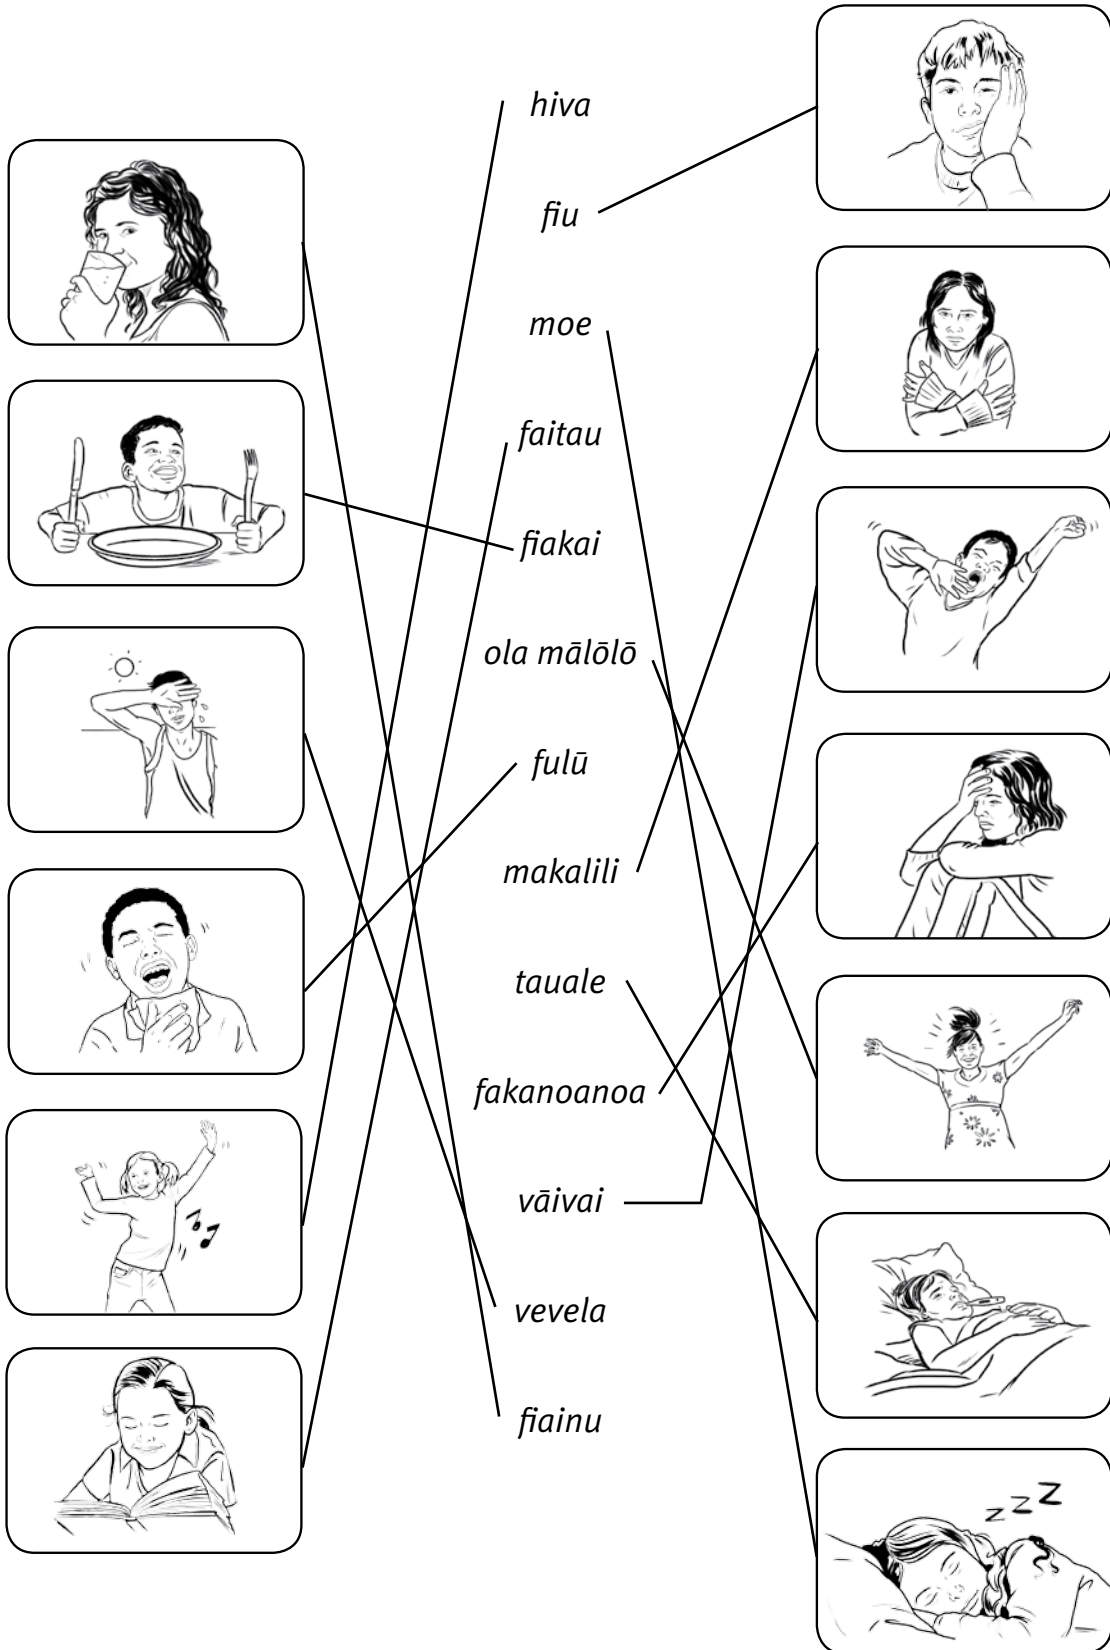 hiva
fiu
moe
faitau
fiakai
ola mālōlō
fulū
makalili
tauale
fakanoanoa
vāivai
vevela
fiainu
z z z